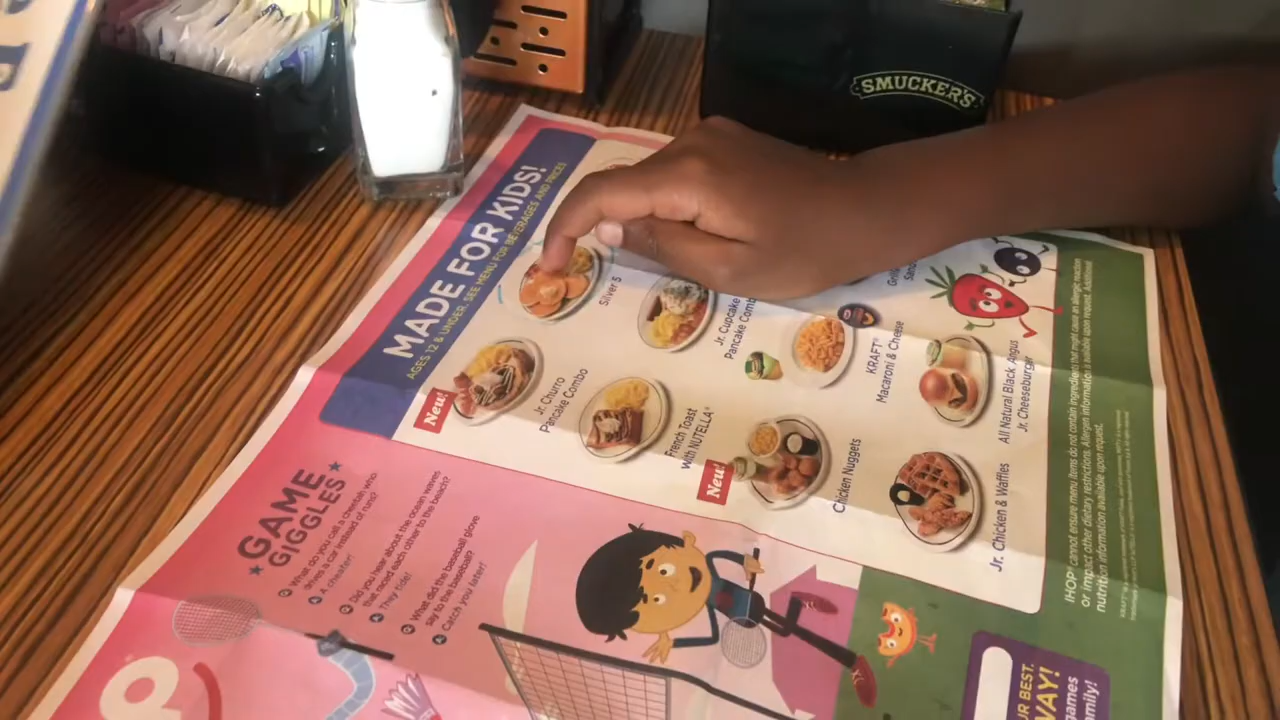 SMUCKER'S
MADE FOR KIDS!
AGES 12 & UNDER. SEE MENU FOR BEVERAGES AND PRICES
Silver 5
Jr. Cupcake
Pancake Combo
KRAFT®
Macaroni & Cheese
All Natural Black Angus
Jr. Cheeseburger
New!
Jr. Churro
Pancake Combo
French Toast
with NUTELLA®
New!
Chicken Nuggets
Jr. Chicken & Waffles
IHOP® cannot ensure menu items do not contain ingredients that might cause an allergic reaction
or impact other dietary restrictions. Allergen information available upon request. Additional
nutrition information available upon request.
GAME
GIGGLES
Q What do you call a cheetah who
drives a car instead of runs?
A A cheater!
Q Did you hear about the ocean waves
that raced each other to the beach?
A They tide!
Q What did the baseball glove
say to the baseball?
A Catch you later!
UR BEST.
WAY!
games
amily!